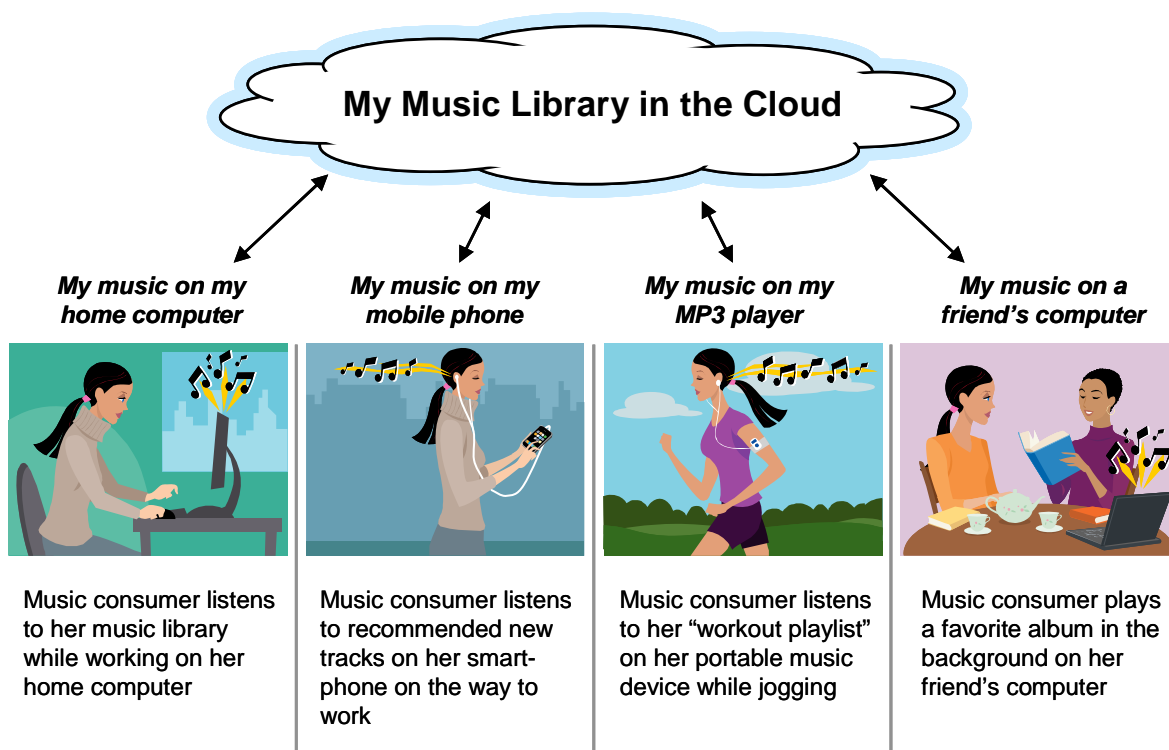 My Music Library in the Cloud
My music on my
home computer
My music on my
mobile phone
My music on my
MP3 player
My music on a
friend's computer
Music consumer listens
to her music library
while working on her
home computer
Music consumer listens
to recommended new
tracks on her smart-
phone on the way to
work
Music consumer listens
to her “workout playlist”
on her portable music
device while jogging
Music consumer plays
a favorite album in the
background on her
friend's computer